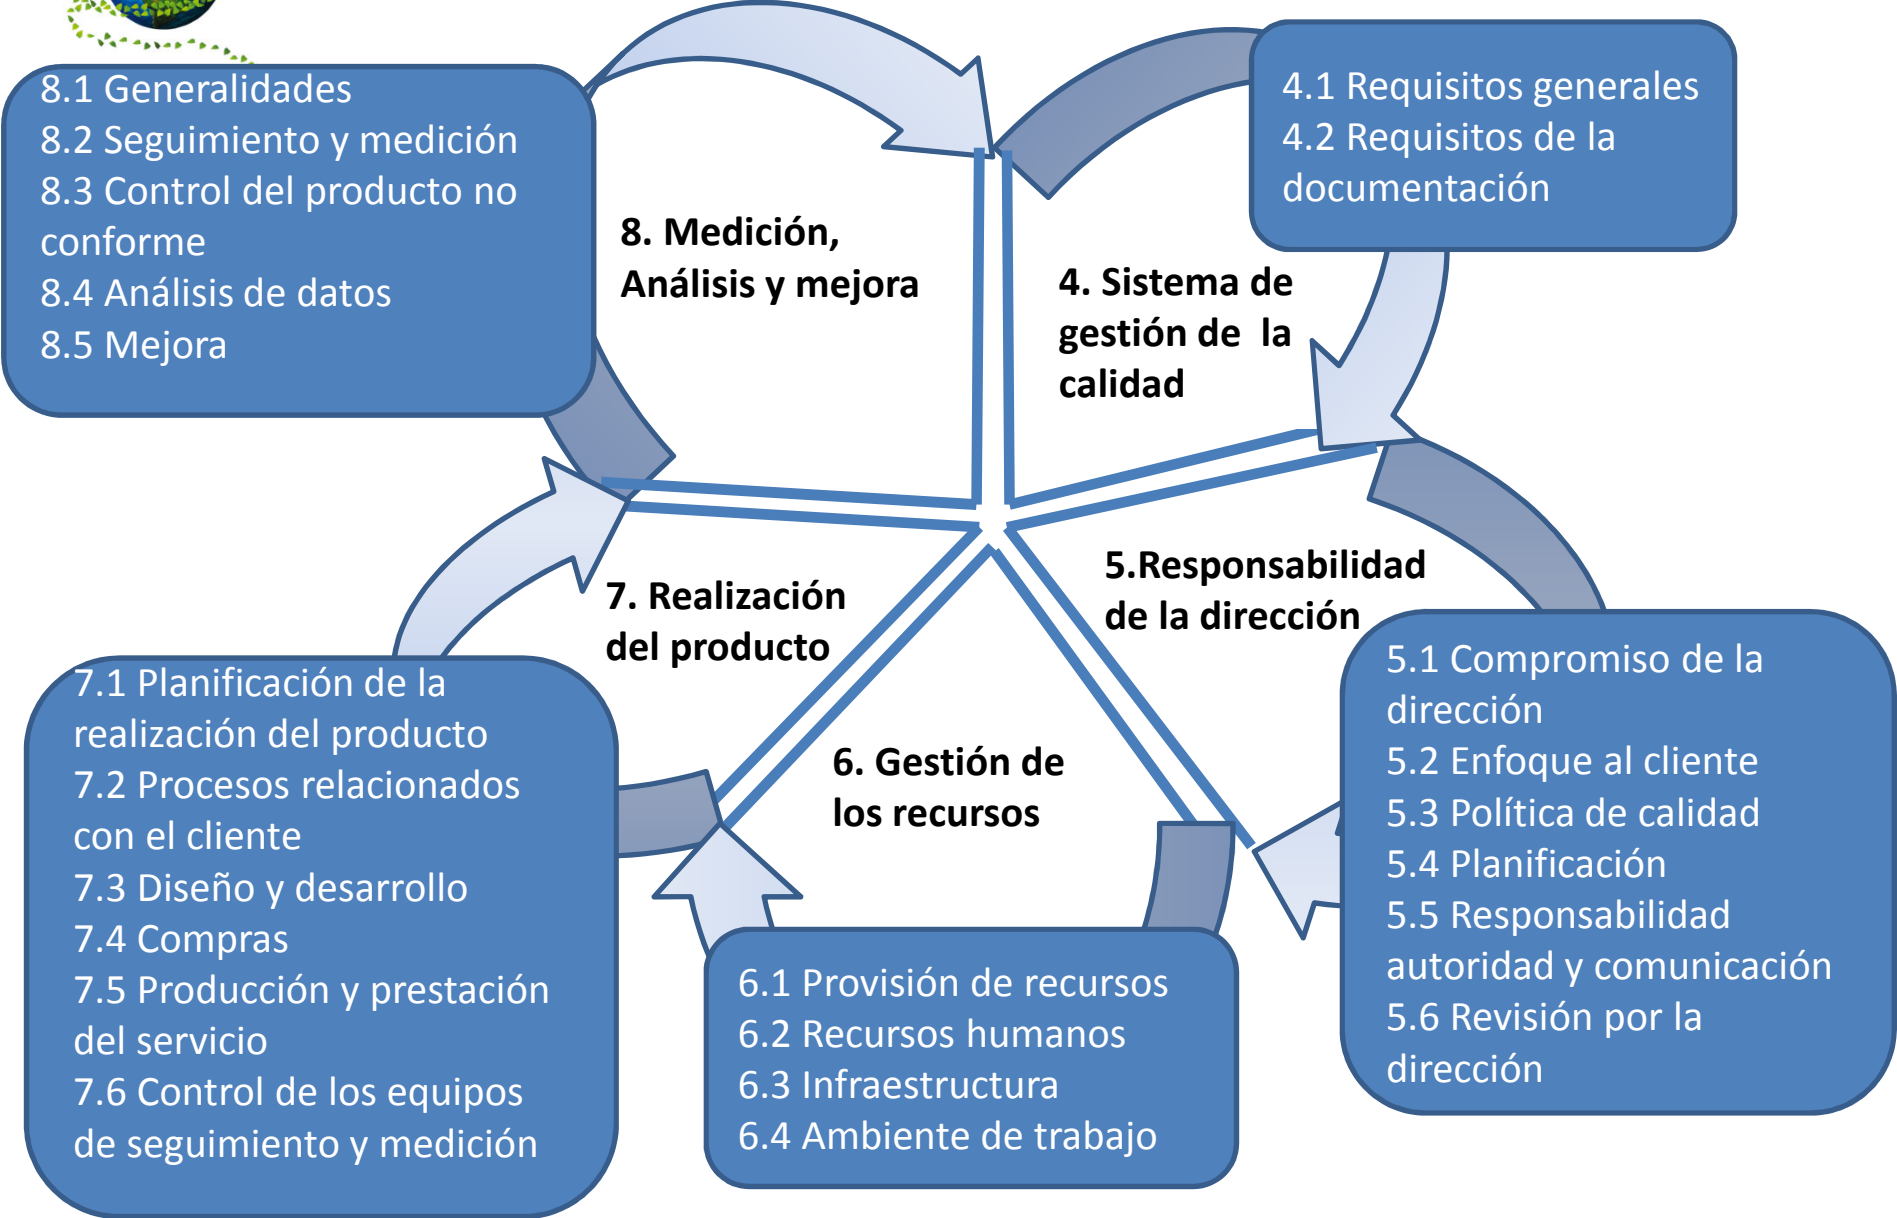 8.1 Generalidades
8.2 Seguimiento y medición
8.3 Control del producto no
conforme
8.4 Análisis de datos
8.5 Mejora
8. Medición,
Análisis y mejora
4.1 Requisitos generales
4.2 Requisitos de la
documentación
4. Sistema de
gestión de  la
calidad
5.Responsabilidad
de la dirección
5.1 Compromiso de la
dirección
5.2 Enfoque al cliente
5.3 Política de calidad
5.4 Planificación
5.5 Responsabilidad
autoridad y comunicación
5.6 Revisión por la
dirección
6. Gestión de
los recursos
6.1 Provisión de recursos
6.2 Recursos humanos
6.3 Infraestructura
6.4 Ambiente de trabajo
7. Realización
del producto
7.1 Planificación de la
realización del producto
7.2 Procesos relacionados
con el cliente
7.3 Diseño y desarrollo
7.4 Compras
7.5 Producción y prestación
del servicio
7.6 Control de los equipos
de seguimiento y medición